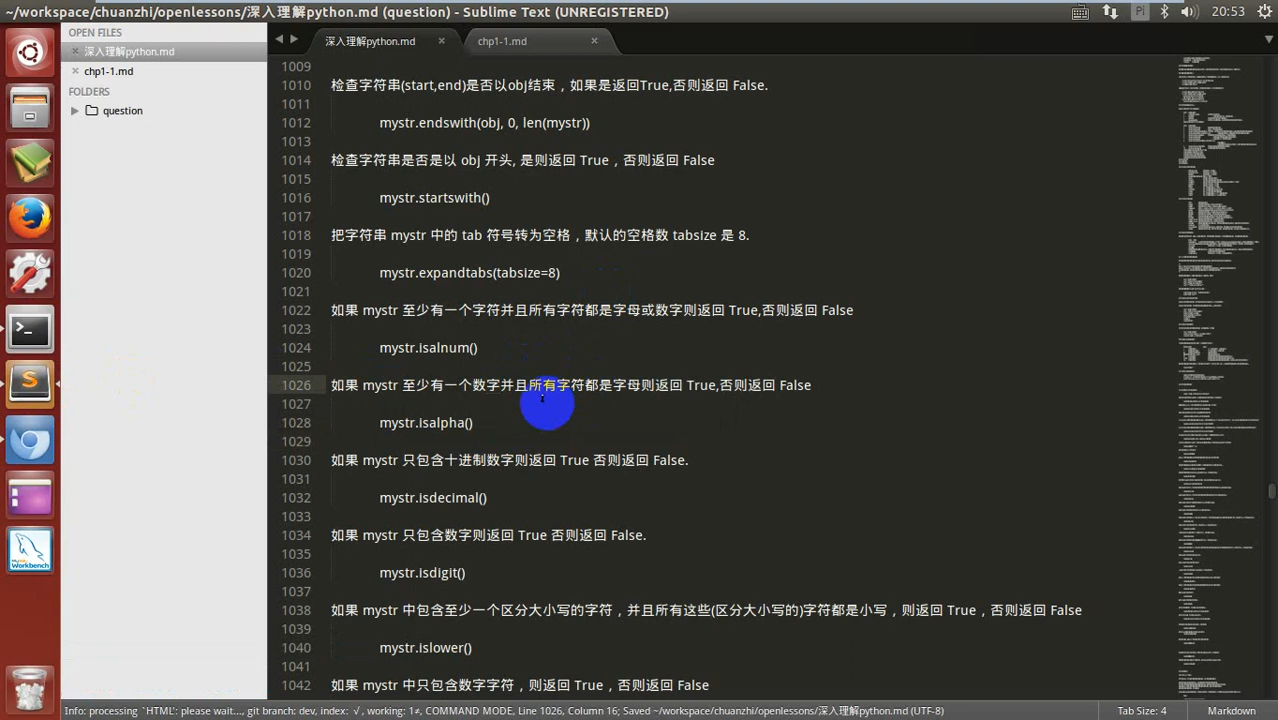 ~/workspace/chuanzhi/openlessons/深入理解python.md (question) - Sublime Text (UNREGISTERED)
20:53
OPEN FILES
深入理解python.md
chp1-1.md
FOLDERS
question
深入理解python.md
chp1-1.md
1009
1010 检查字符串(start,end)是否以obj结束，如果是返回True,否则返回 False.
1011
1012 mystr.endswith(obj, 0, len(mystr))
1013
1014 检查字符串是否是以 obj 开头, 是则返回 True，否则返回 False
1015
1016 mystr.startswith()
1017
1018 把字符串 mystr 中的 tab 符号转为空格，默认的空格数 tabsize 是 8.
1019
1020 mystr.expandtabs(tabsize=8)
1021
1022 如果 mystr 至少有一个字符并且所有字符都是字母或数字则返回 True,否则返回 False
1023
1024 mystr.isalnum()
1025
1026 如果 mystr 至少有一个数字并且所有字符都是字母则返回 True,否则返回 False
1027
1028 mystr.isalpha()
1029
1030 如果 mystr 只包含十进制数字则返回 True 否则返回 False.
1031
1032 mystr.isdecimal()
1033
1034 如果 mystr 只包含数字则返回 True 否则返回 False.
1035
1036 mystr.isdigit()
1037
1038 如果 mystr 中包含至少一个区分大小写的字符，并且所有这些(区分大小写的)字符都是小写，则返回 True，否则返回 False
1039
1040 mystr.islower()
1041
1042 如果 mystr 中只包含数字字符，则返回 True，否则返回 False
MySQL Workbench
Info: processing `HTML`: please wait..., git branch: master, index: √, working: 1≠, COMMAND MODE, Line 1026, Column 16; Saved ~/workspace/chuanzhi/openlessons/深入理解python.md (UTF-8)
Tab Size: 4
Markdown